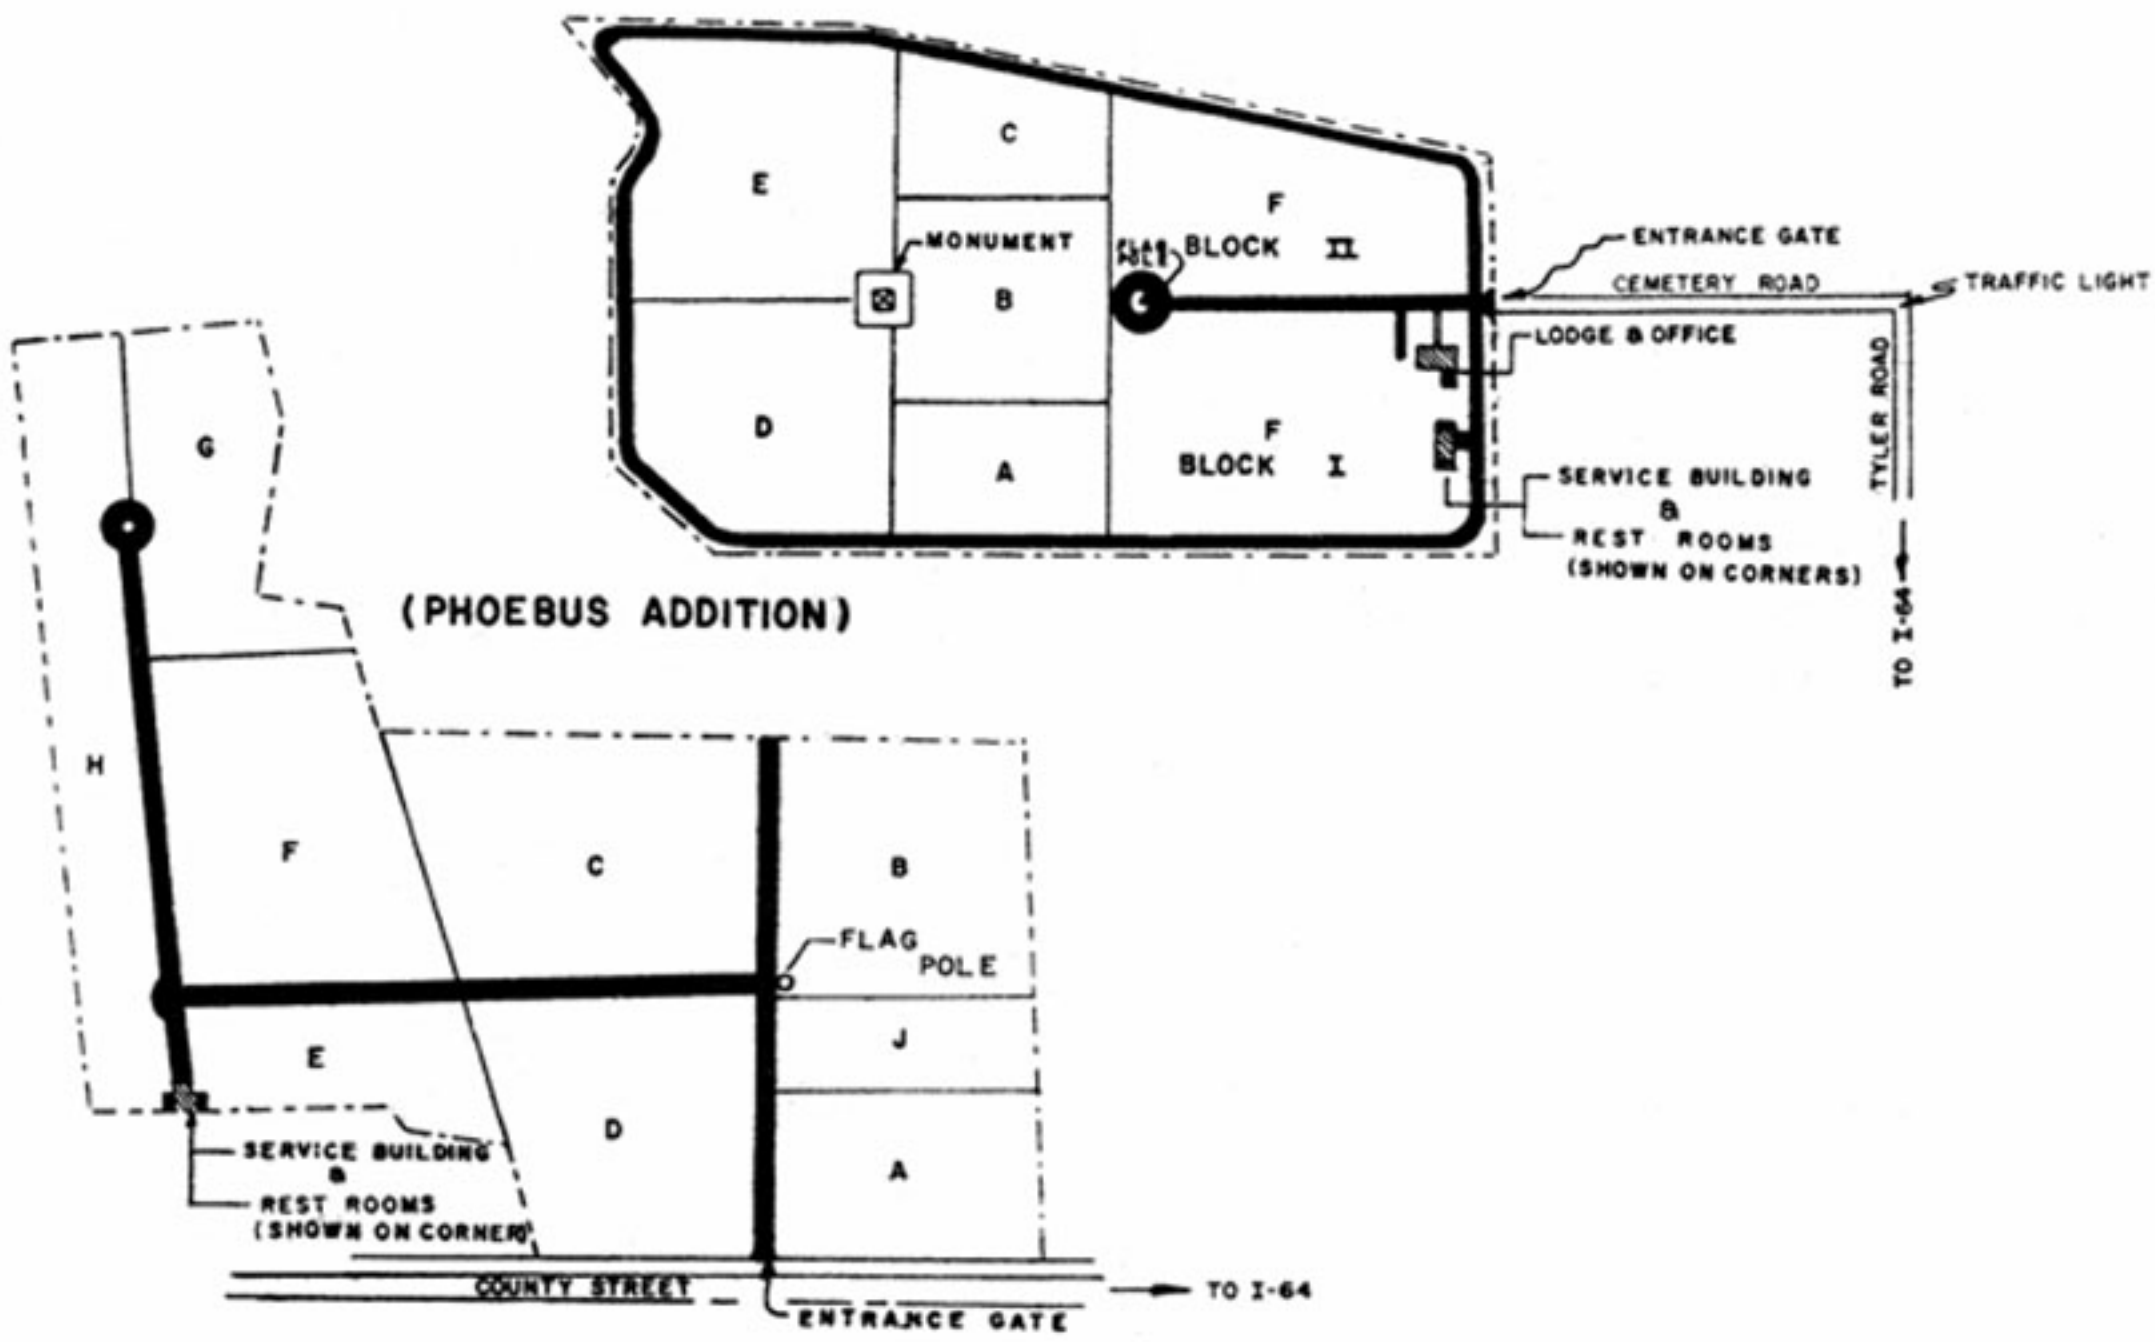 C
E
F
BLOCK II
FLAG
POLE
MONUMENT
B
ENTRANCE GATE
CEMETERY ROAD
TRAFFIC LIGHT
LODGE & OFFICE
TYLER ROAD
D
F
BLOCK I
A
SERVICE BUILDING
&
REST ROOMS
(SHOWN ON CORNERS)
TO I-64
(PHOEBUS ADDITION)
G
H
F
C
B
FLAG
POLE
J
E
D
A
SERVICE BUILDING
&
REST ROOMS
(SHOWN ON CORNER)
COUNTY STREET
TO I-64
ENTRANCE GATE